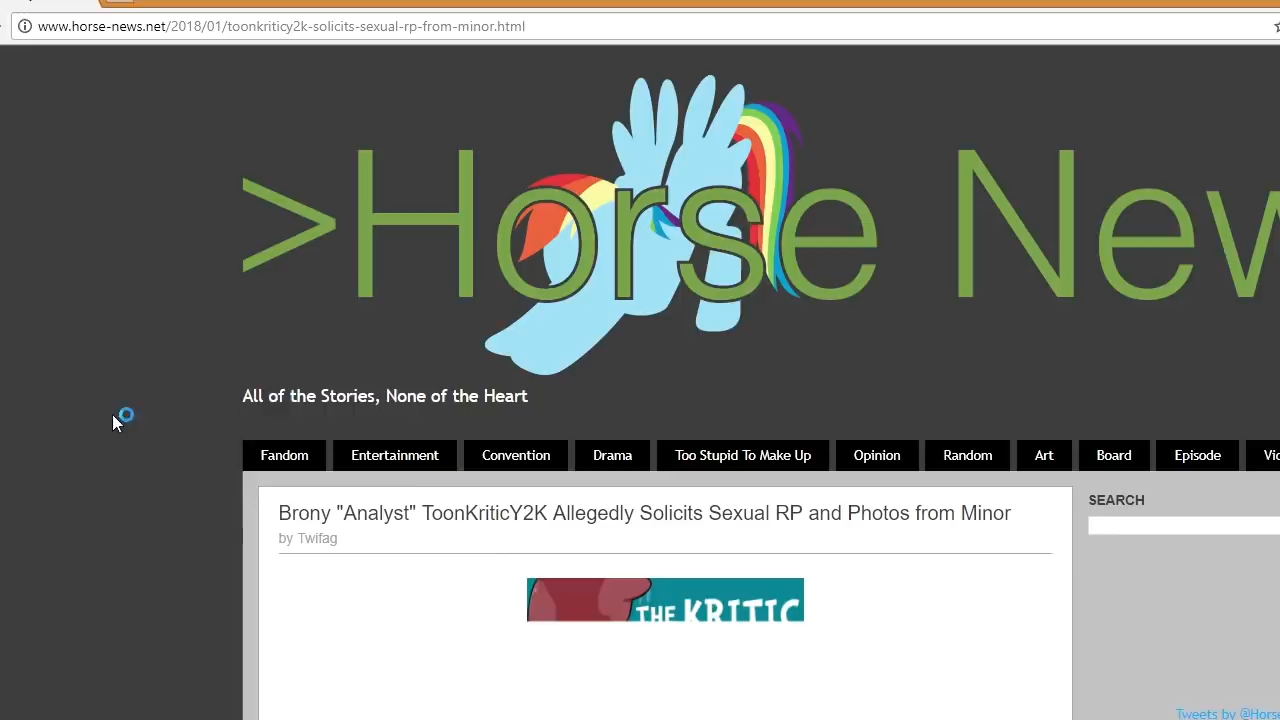 www.horse-news.net/2018/01/toonkriticy2k-solicits-sexual-rp-from-minor.html
>Horse New
All of the Stories, None of the Heart
Fandom Entertainment Convention Drama Too Stupid To Make Up Opinion Random Art Board Episode Vic
Brony "Analyst" ToonKriticY2K Allegedly Solicits Sexual RP and Photos from Minor
SEARCH
by Twifag
THE KRITIC
Tweets by @Horse